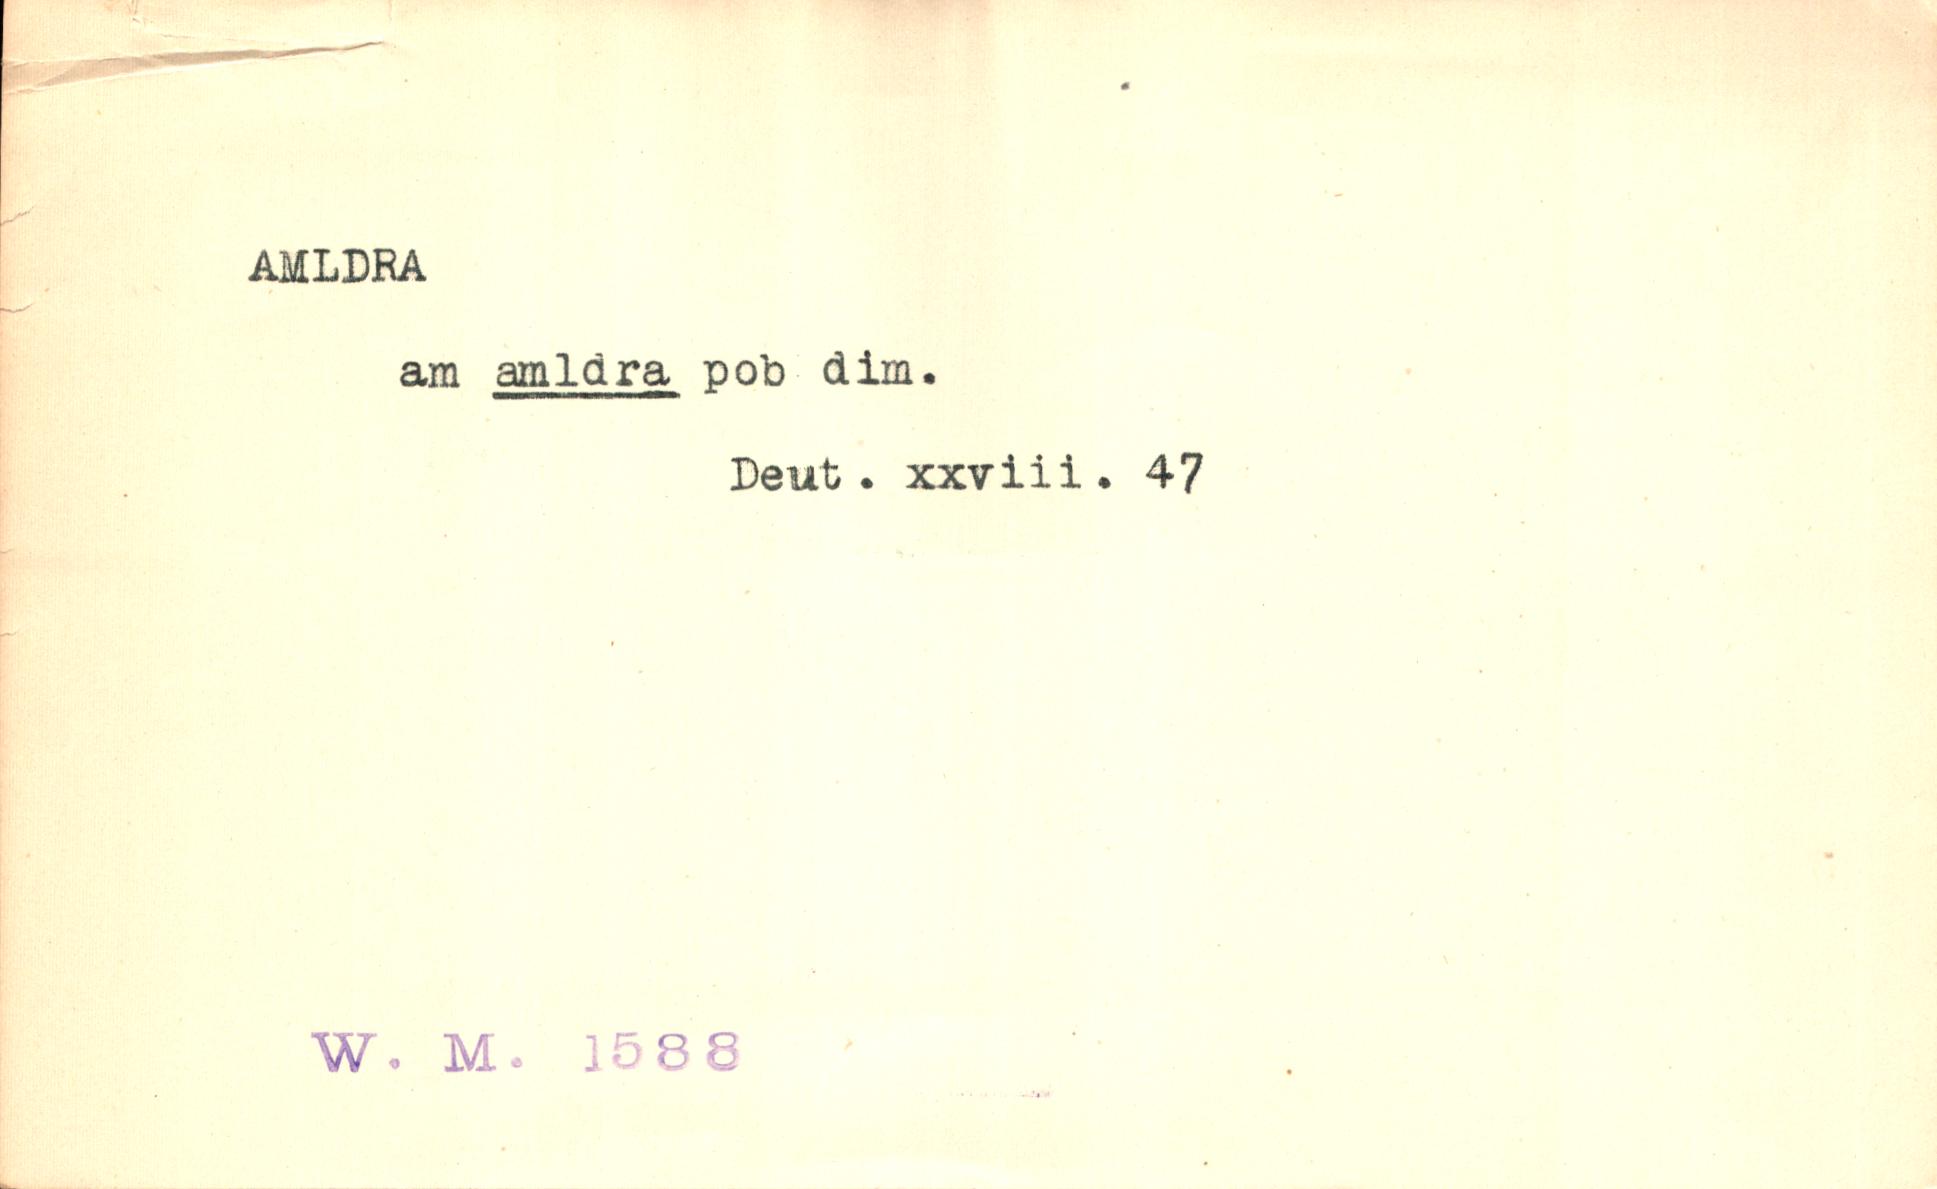 AMLDRA
am amldra pob dim.
Deut. xxviii. 47
W. M. 1588